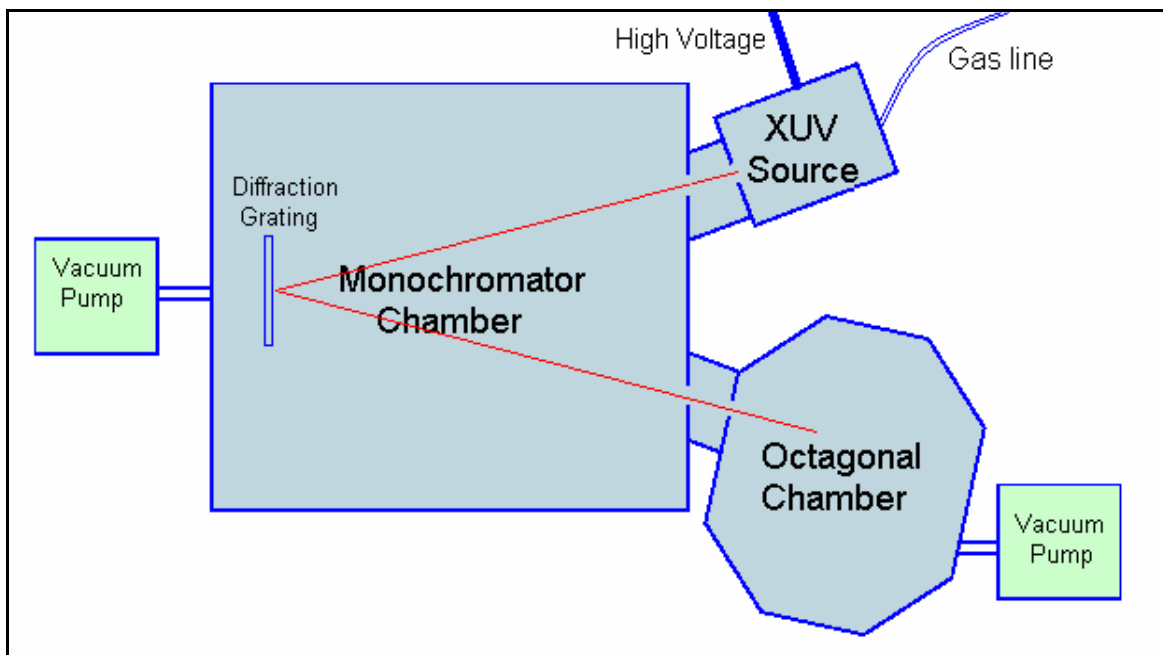 High Voltage
Gas line
XUV
Source
Diffraction
Grating
Vacuum
Pump
Monochromator
Chamber
Octagonal
Chamber
Vacuum
Pump